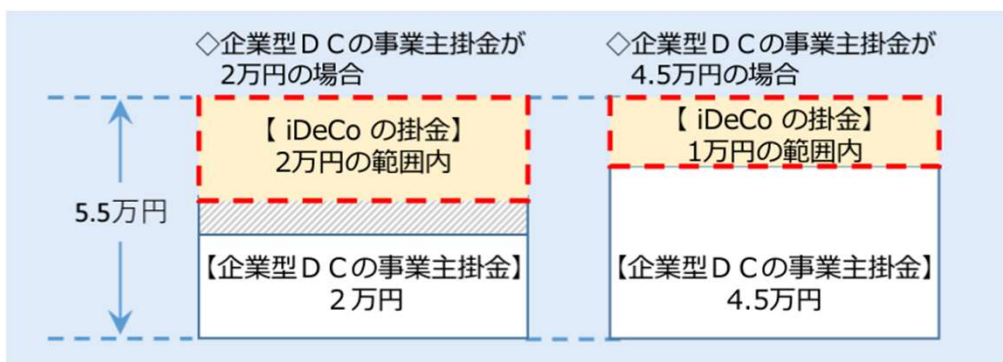 ◇企業型ＤＣの事業主掛金が
2万円の場合
◇企業型ＤＣの事業主掛金が
4.5万円の場合
【 iDeCo の掛金】
2万円の範囲内
【 iDeCo の掛金】
1万円の範囲内
5.5万円
【企業型ＤＣの事業主掛金】
２万円
【企業型ＤＣの事業主掛金】
4.5万円